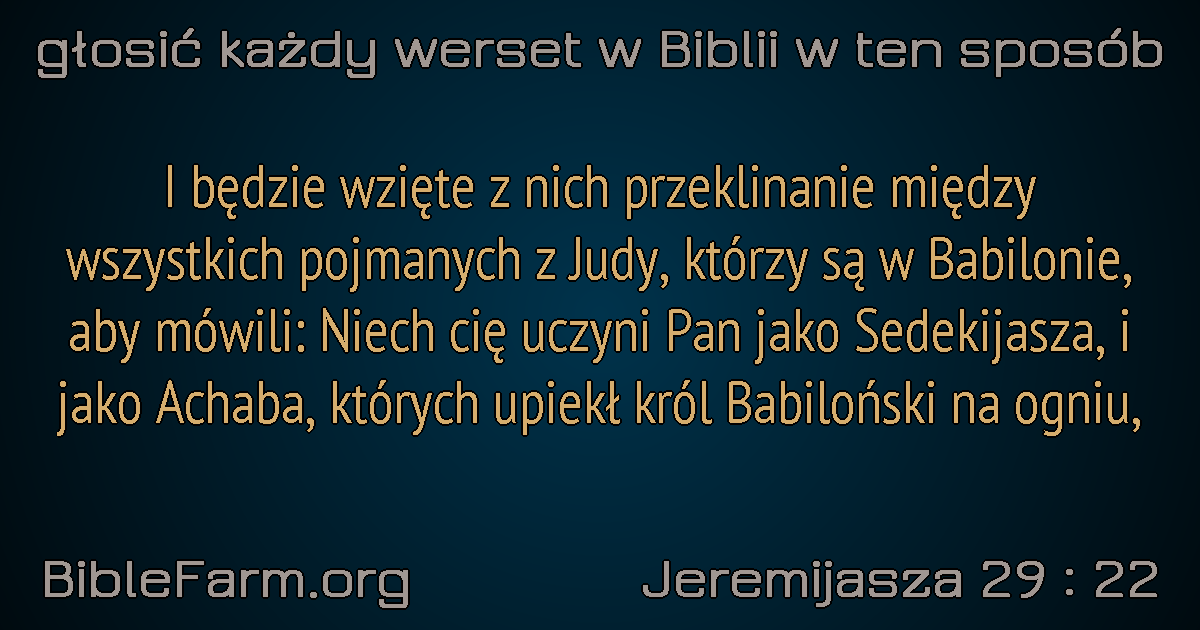 głosić każdy werset w Biblii w ten sposób
I będzie wzięte z nich przeklinanie między
wszystkich pojmanych z Judy, którzy są w Babilonie,
aby mówili: Niech cię uczyni Pan jako Sedekijasza, i
jako Achaba, których upiekł król Babiloński na ogniu,
BibleFarm.org
Jeremijasza 29 : 22